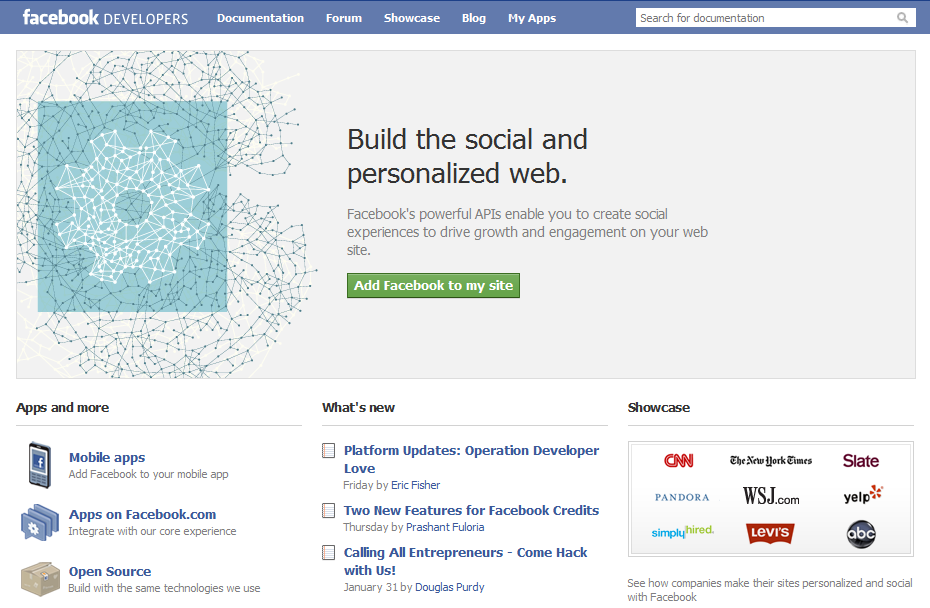 facebook DEVELOPERS Documentation Forum Showcase Blog My Apps Search for documentation
Build the social and
personalized web.
Facebook's powerful APIs enable you to create social
experiences to drive growth and engagement on your web
site.
Add Facebook to my site
Apps and more
Mobile apps
Add Facebook to your mobile app
Apps on Facebook.com
Integrate with our core experience
Open Source
Build with the same technologies we use
What's new
Platform Updates: Operation Developer
Love
Friday by Eric Fisher
Two New Features for Facebook Credits
Thursday by Prashant Fuloria
Calling All Entrepreneurs - Come Hack
with Us!
January 31 by Douglas Purdy
Showcase
CNN The New York Times Slate
PANDORA WSJ.com yelp
simplyhired. LEVI'S abc
See how companies make their sites personalized and social
with Facebook